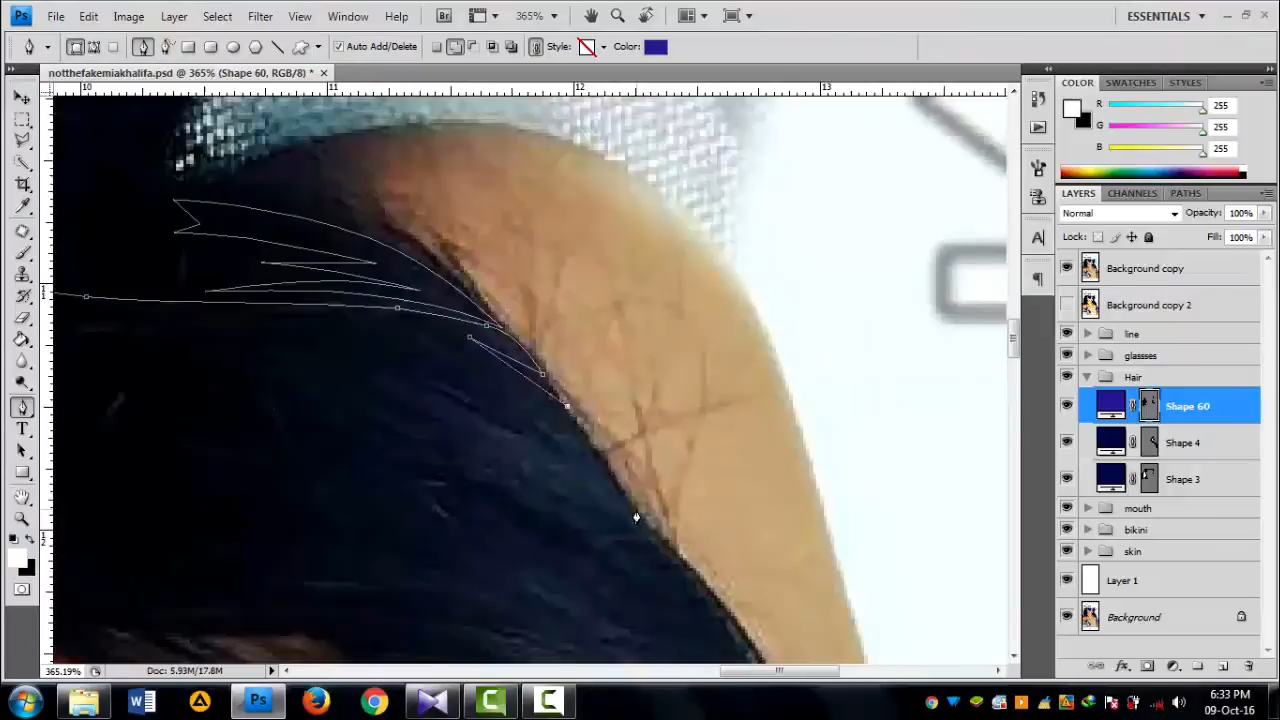 Ps File Edit Image Layer Select Filter View Window Help Br 365% ESSENTIALS
Auto Add/Delete Style: Color:
notthefakemiakhalifa.psd @ 365% (Shape 60, RGB/8) *
10 11 12 13
COLOR SWATCHES STYLES
R 255
G 255
B 255
LAYERS CHANNELS PATHS
Normal Opacity: 100%
Lock: Fill: 100%
Background copy
Background copy 2
line
glassses
Hair
Shape 60
Shape 4
Shape 3
mouth
bikini
skin
Layer 1
Background
365.19% Doc: 5.93M/17.8M
6:33 PM
09-Oct-16